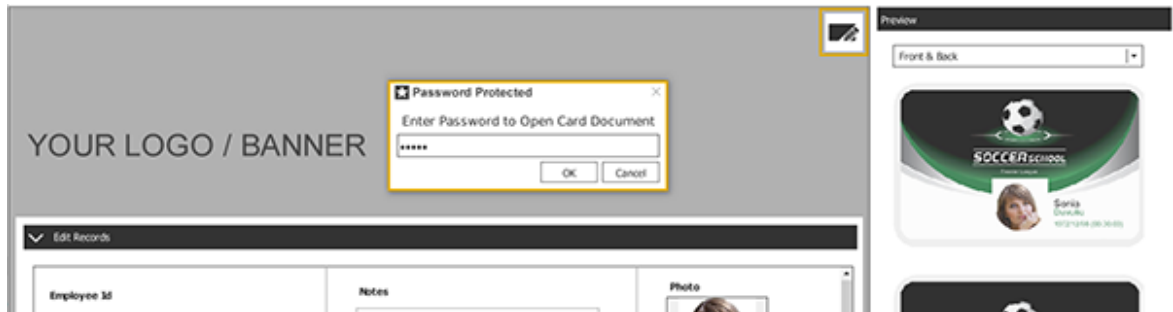 Preview
Front & Back
Password Protected
Enter Password to Open Card Document
*****
OK
Cancel
YOUR LOGO / BANNER
SOCCER SCHOOL
Sonia
Edit Records
Employee Id
Notes
Photo